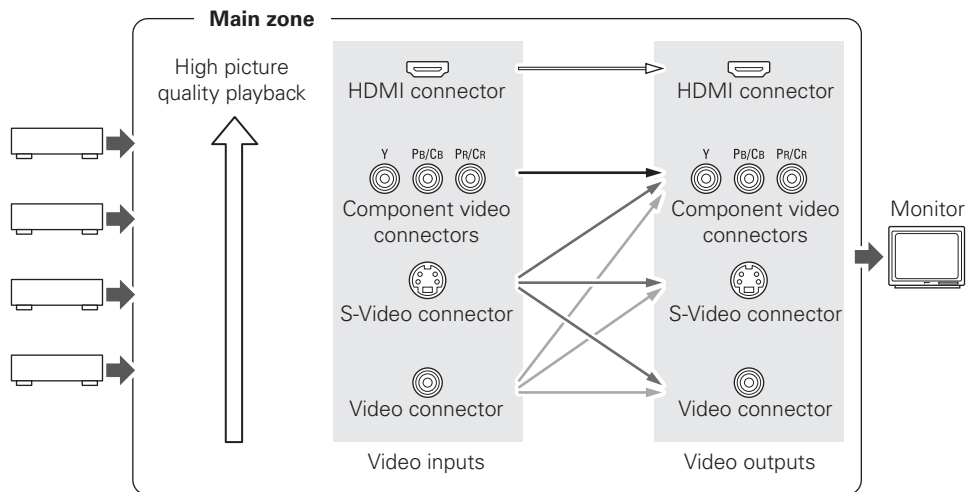 Main zone
High picture
quality playback
HDMI connector
Y PB/CB PR/CR
Component video
connectors
S-Video connector
Video connector
Video inputs
HDMI connector
Y PB/CB PR/CR
Component video
connectors
S-Video connector
Video connector
Video outputs
Monitor